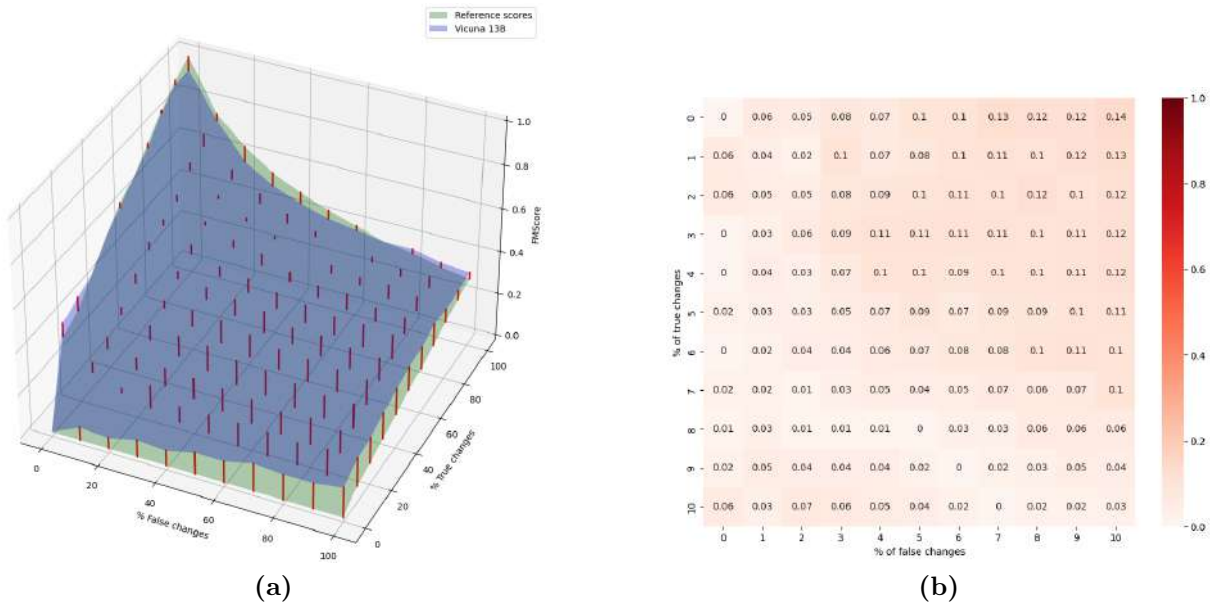 Reference scores
Vicuna 13B
1.0
0.8
0.6
0.4
0.2
0.0
FMScore
100
80
60
40
20
0
% True changes
0
20
40
60
80
100
% False changes
(a)
0 0 0.06 0.05 0.08 0.07 0.1 0.1 0.13 0.12 0.12 0.14
1 0.06 0.04 0.02 0.1 0.07 0.08 0.1 0.11 0.1 0.12 0.13
2 0.06 0.05 0.05 0.08 0.09 0.1 0.11 0.1 0.12 0.1 0.12
3 0 0.03 0.06 0.09 0.11 0.11 0.11 0.11 0.1 0.11 0.12
4 0 0.04 0.03 0.07 0.1 0.1 0.09 0.1 0.1 0.11 0.12
5 0.02 0.03 0.03 0.05 0.07 0.09 0.07 0.09 0.09 0.1 0.11
6 0 0.02 0.04 0.04 0.06 0.07 0.08 0.08 0.1 0.11 0.1
7 0.02 0.02 0.01 0.03 0.05 0.04 0.05 0.07 0.06 0.07 0.1
8 0.01 0.03 0.01 0.01 0.01 0 0.03 0.03 0.06 0.06 0.06
9 0.02 0.05 0.04 0.04 0.04 0.02 0 0.02 0.03 0.05 0.04
10 0.06 0.03 0.07 0.06 0.05 0.04 0.02 0 0.02 0.02 0.03
0 1 2 3 4 5 6 7 8 9 10
% of true changes
% of false changes
1.0
0.8
0.6
0.4
0.2
0.0
(b)